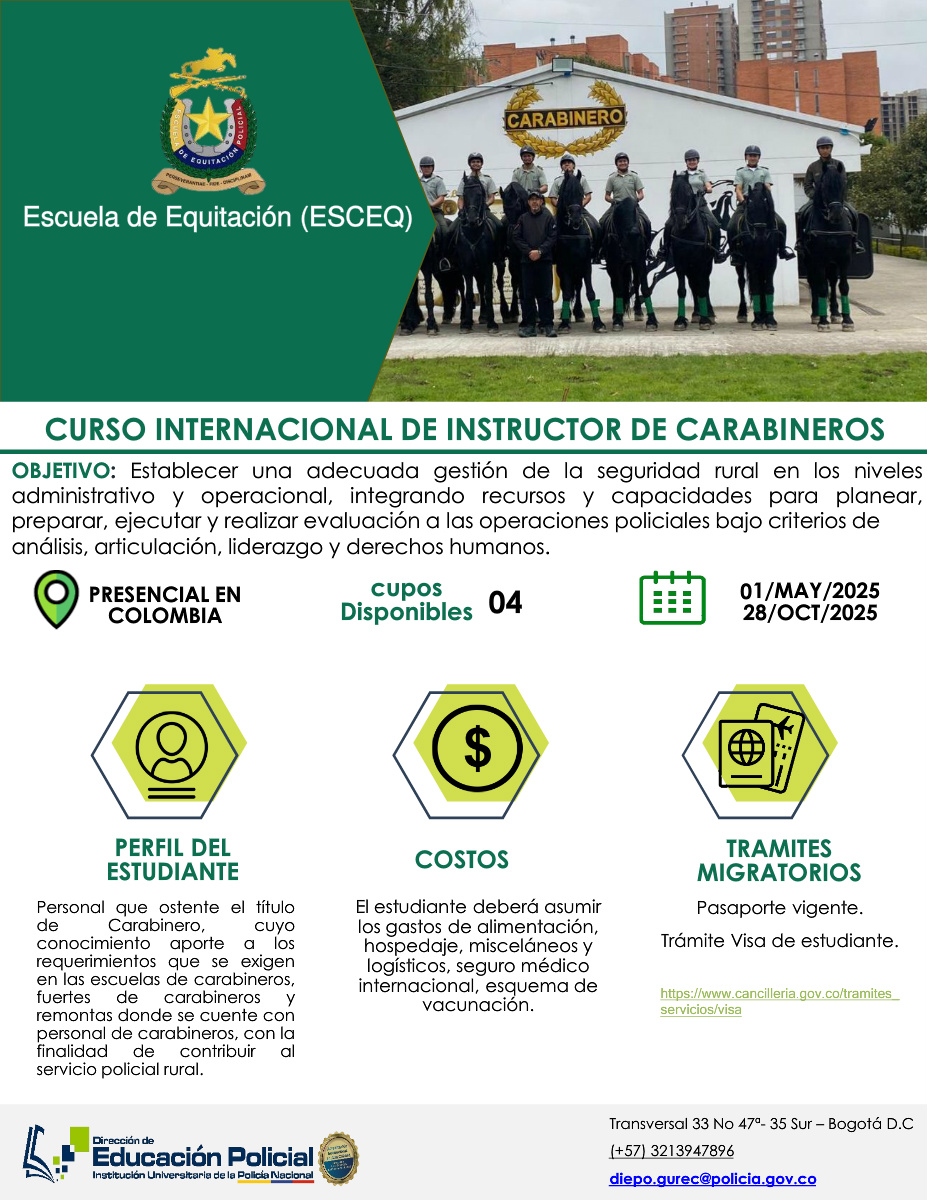 ESCUELA DE EQUITACIÓN POLICIAL
PERSEVERANTIAE - FIDE - DISCIPLINAM
Escuela de Equitación (ESCEQ)
CARABINERO
CURSO INTERNACIONAL DE INSTRUCTOR DE CARABINEROS
OBJETIVO: Establecer una adecuada gestión de la seguridad rural en los niveles
administrativo y operacional, integrando recursos y capacidades para planear,
preparar, ejecutar y realizar evaluación a las operaciones policiales bajo criterios de
análisis, articulación, liderazgo y derechos humanos.
PRESENCIAL EN
COLOMBIA
cupos
Disponibles 04
01/MAY/2025
28/OCT/2025
$
PERFIL DEL
ESTUDIANTE
Personal que ostente el título
de Carabinero, cuyo
conocimiento aporte a los
requerimientos que se exigen
en las escuelas de carabineros,
fuertes de carabineros y
remontas donde se cuente con
personal de carabineros, con la
finalidad de contribuir al
servicio policial rural.
COSTOS
El estudiante deberá asumir
los gastos de alimentación,
hospedaje, misceláneos y
logísticos, seguro médico
internacional, esquema de
vacunación.
TRAMITES
MIGRATORIOS
Pasaporte vigente.
Trámite Visa de estudiante.
https://www.cancilleria.gov.co/tramites_
servicios/visa
Dirección de
Educación Policial
Institución Universitaria de la Policía Nacional
Transversal 33 No 47ª- 35 Sur – Bogotá D.C
(+57) 3213947896
diepo.gurec@policia.gov.co